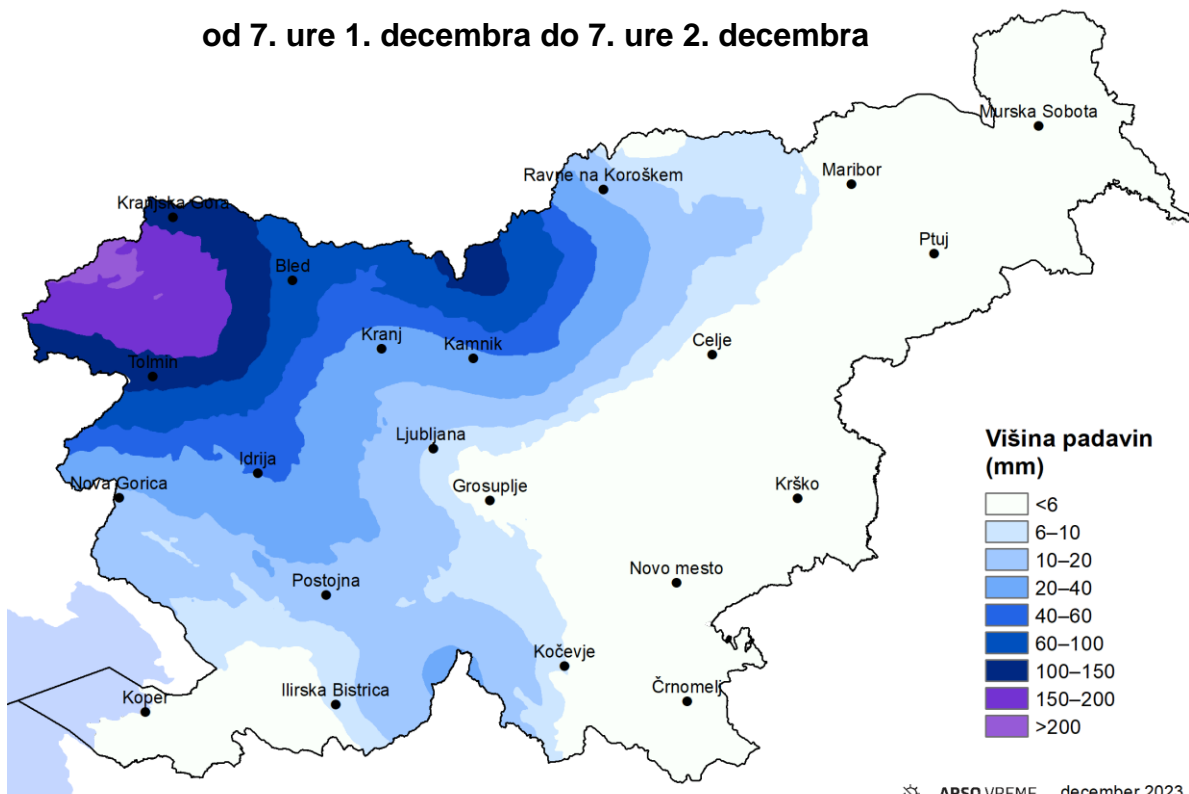 od 7. ure 1. decembra do 7. ure 2. decembra
Murska Sobota
Ravne na Koroškem
Maribor
Kranjska Gora
Ptuj
Bled
Kranj
Kamnik
Celje
Tolmin
Ljubljana
Idrija
Nova Gorica
Grosuplje
Krško
Postojna
Novo mesto
Kočevje
Ilirska Bistrica
Koper
Črnomelj
Višina padavin
(mm)
<6
6–10
10–20
20–40
40–60
60–100
100–150
150–200
>200
ARSO VREME december 2023